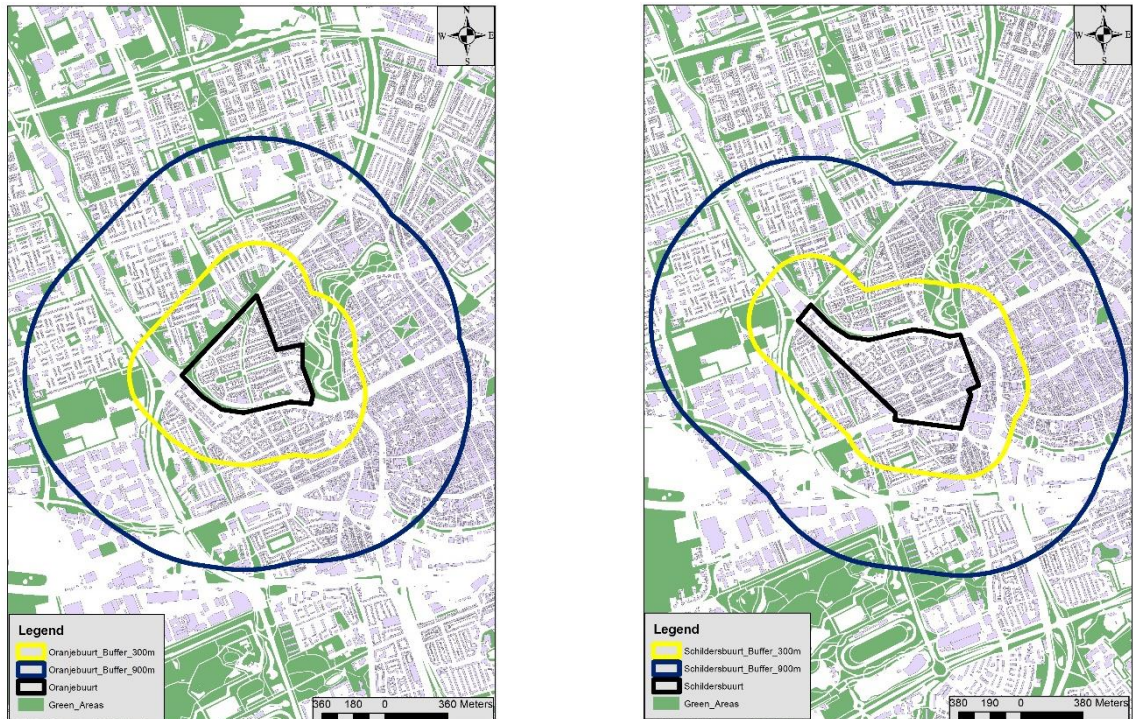 N
W E
S
Legend
Oranjebuurt_Buffer_300m
Oranjebuurt_Buffer_900m
Oranjebuurt
Green_Areas
360 180 0 360 Meters
N
W E
S
Legend
Schildersbuurt_Buffer_300m
Schildersbuurt_Buffer_900m
Schildersbuurt
Green_Areas
380 190 0 380 Meters